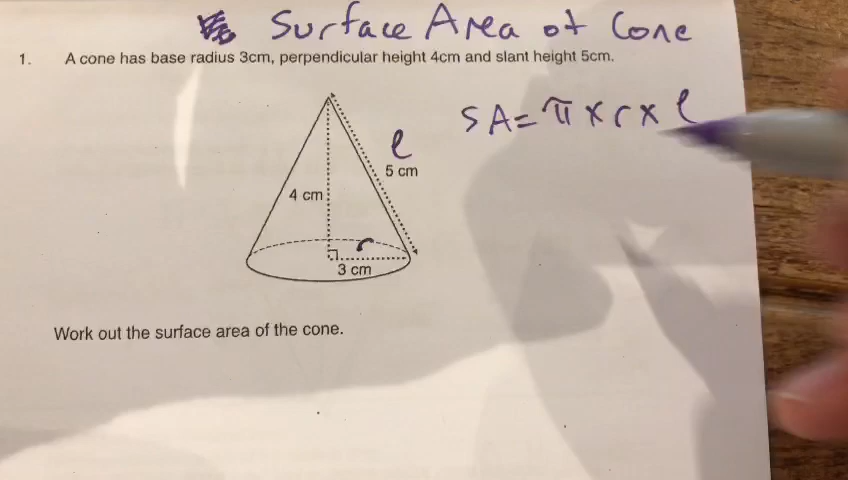 Surface Area of Cone
1. A cone has base radius 3cm, perpendicular height 4cm and slant height 5cm.
SA = π x r x l
l
5 cm
4 cm
r
3 cm
Work out the surface area of the cone.